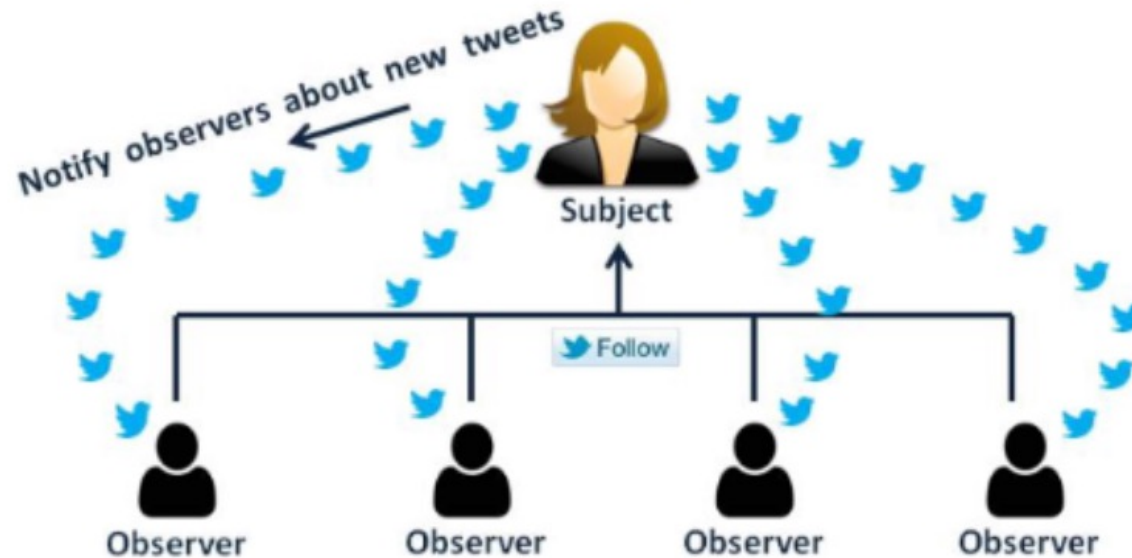 Notify observers about new tweets
Subject
Follow
Observer
Observer
Observer
Observer